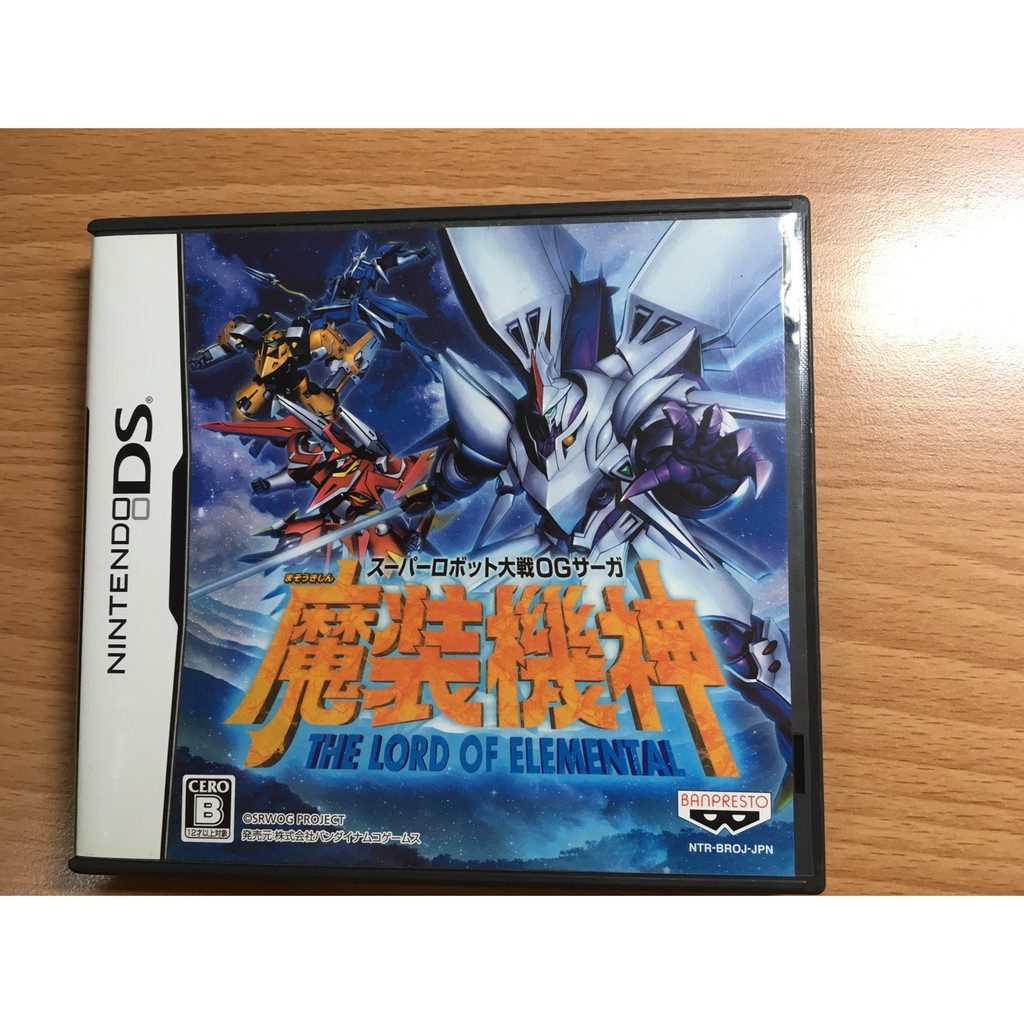 NINTENDO DS®
スーパーロボット大戦OGサーガ
まそうきしん
魔装機神
THE LORD OF ELEMENTAL
CERO
B
12才以上対象
©SRWOG PROJECT
発売元:株式会社バンダイナムコゲームス
BANPRESTO
NTR-BROJ-JPN